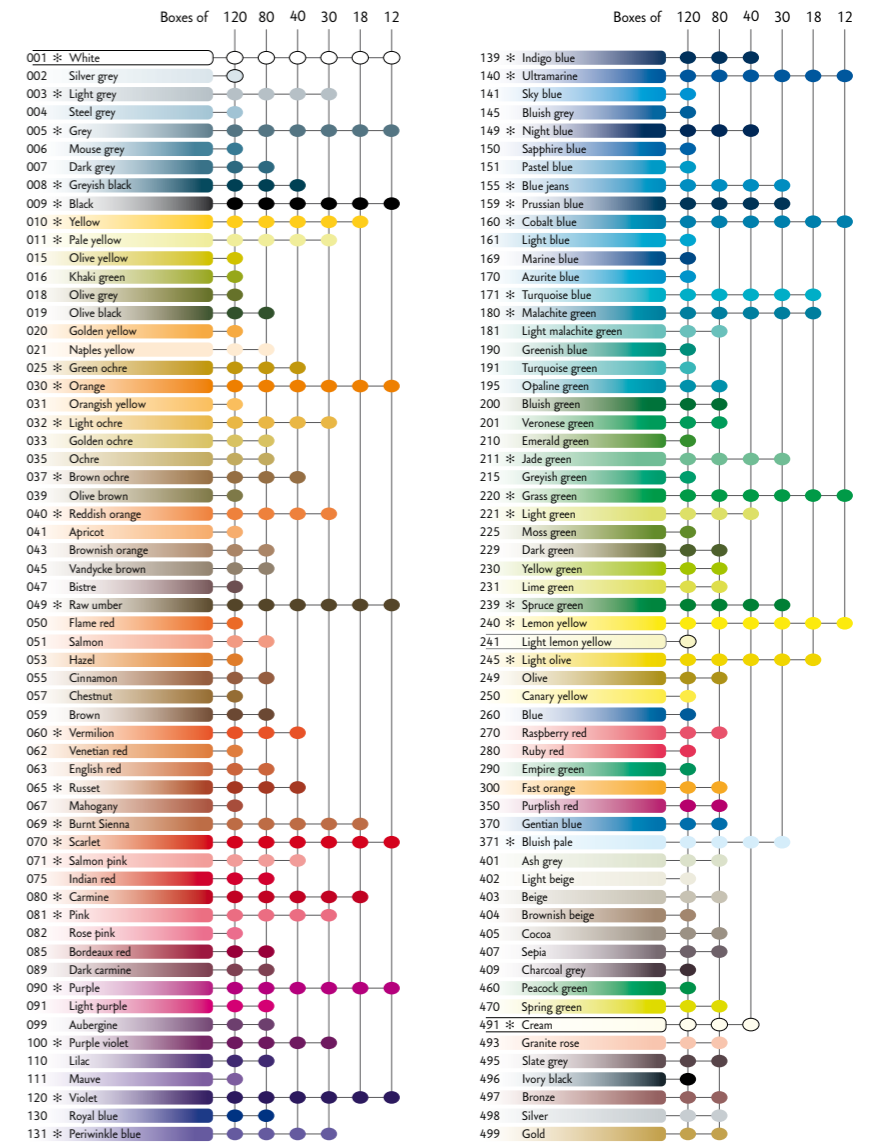 Boxes of 120 80 40 30 18 12
001 * White
002 Silver grey
003 * Light grey
004 Steel grey
005 * Grey
006 Mouse grey
007 Dark grey
008 * Greyish black
009 * Black
010 * Yellow
011 * Pale yellow
015 Olive yellow
016 Khaki green
018 Olive grey
019 Olive black
020 Golden yellow
021 Naples yellow
025 * Green ochre
030 * Orange
031 Orangish yellow
032 * Light ochre
033 Golden ochre
035 Ochre
037 * Brown ochre
039 Olive brown
040 * Reddish orange
041 Apricot
043 Brownish orange
045 Vandycke brown
047 Bistre
049 * Raw umber
050 Flame red
051 Salmon
053 Hazel
055 Cinnamon
057 Chestnut
059 Brown
060 * Vermilion
062 Venetian red
063 English red
065 * Russet
067 Mahogany
069 * Burnt Sienna
070 * Scarlet
071 * Salmon pink
075 Indian red
080 * Carmine
081 * Pink
082 Rose pink
085 Bordeaux red
089 Dark carmine
090 * Purple
091 Light purple
099 Aubergine
100 * Purple violet
110 Lilac
111 Mauve
120 * Violet
130 Royal blue
131 * Periwinkle blue
Boxes of 120 80 40 30 18 12
139 * Indigo blue
140 * Ultramarine
141 Sky blue
145 Bluish grey
149 * Night blue
150 Sapphire blue
151 Pastel blue
155 * Blue jeans
159 * Prussian blue
160 * Cobalt blue
161 Light blue
169 Marine blue
170 Azurite blue
171 * Turquoise blue
180 * Malachite green
181 Light malachite green
190 Greenish blue
191 Turquoise green
195 Opaline green
200 Bluish green
201 Veronese green
210 Emerald green
211 * Jade green
215 Greyish green
220 * Grass green
221 * Light green
225 Moss green
229 Dark green
230 Yellow green
231 Lime green
239 * Spruce green
240 * Lemon yellow
241 Light lemon yellow
245 * Light olive
249 Olive
250 Canary yellow
260 Blue
270 Raspberry red
280 Ruby red
290 Empire green
300 Fast orange
350 Purplish red
370 Gentian blue
371 * Bluish pale
401 Ash grey
402 Light beige
403 Beige
404 Brownish beige
405 Cocoa
407 Sepia
409 Charcoal grey
460 Peacock green
470 Spring green
491 * Cream
493 Granite rose
495 Slate grey
496 Ivory black
497 Bronze
498 Silver
499 Gold